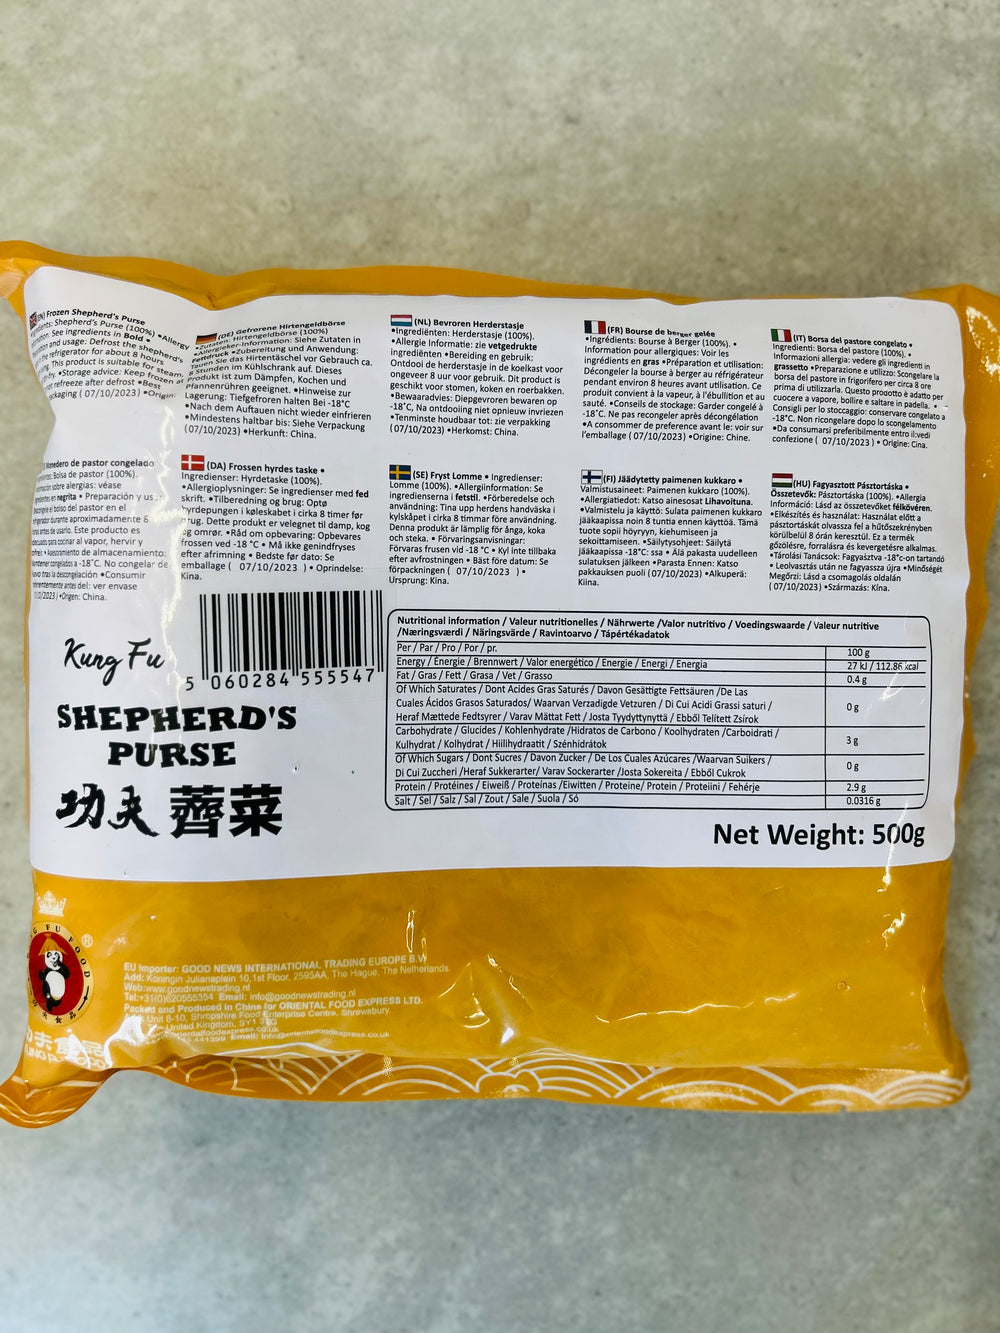 (EN) Frozen Shepherd's Purse
Shepherd's Purse (100%) •Allergy
See ingredients in Bold •
and usage: Defrost the shepherd's
refrigerator for about 8 hours
This product is suitable for steam,
•Storage advice: Keep frozen at
refreeze after defrost •Best
( 07/10/2023 ) •Origin:
(DE) Gefrorene Hirtengeldbörse
•Zutaten: Hirtengeldbörse (100%)
•Allergieker-Information: Siehe Zutaten in
Fettdruck •Zubereitung und Anwendung:
Tauen Sie das Hirtentäschel vor Gebrauch ca.
8 Stunden im Kühlschrank auf. Dieses
Produkt ist zum Dämpfen, Kochen und
Pfannenrühren geeignet. •Hinweise zur
Lagerung: Tiefgefroren halten Bei -18°C
•Nach dem Auftauen nicht wieder einfrieren
•Mindestens haltbar bis: Siehe Verpackung
(07/10/2023) •Herkunft: China.
(NL) Bevroren Herderstasje
•Ingrediënten: Herderstasje (100%).
•Allergie Informatie: zie vetgedrukte
ingrediënten •Bereiding en gebruik:
Ontdooi de herderstasje in de koelkast voor
ongeveer 8 uur voor gebruik. Dit product is
geschikt voor stomen, koken en roerbakken.
•Bewaaradvies: Diepgevroren bewaren op
-18°C, Na ontdooiing niet opnieuw invriezen
•Tenminste houdbaar tot: zie verpakking
(07/10/2023) •Herkomst: China.
(FR) Bourse de berger gelée
•Ingrédients: Bourse à Berger (100%). •
Information pour allergiques: Voir les
ingrédients en gras •Préparation et utilisation:
Décongeler la bourse à berger au réfrigérateur
pendant environ 8 heures avant utilisation. Ce
produit convient à la vapeur, à l'ébullition et au
sauté. •Conseils de stockage: Garder congelé à
-18°C. Ne pas recongeler après décongélation
•A consommer de preference avant le: voir sur
l'emballage (07/10/2023) •Origine: Chine.
(IT) Borsa del pastore congelato •
Ingredienti: Borsa del pastore (100%). •
Informazioni allergia: vedere gli ingredienti in
grassetto •Preparazione e utilizzo: Scongelare la
borsa del pastore in frigorifero per circa 8 ore
prima di utilizzarla. Questo proootto è adatto per
cuocere a vapore, bollire e saltare in padella. •
Consigli per lo stoccaggio: conservare congelato a
-18°C. Non ricongelare dopo lo scongelamento
•Da consumarsi preferibilmente entro il:vedi
confezione ( 07/10/2023 ) • Origine: Cina.
Monedero de pastor congelado
Bolsa de pastor (100%).
sobre alergias: véase
en negrita • Preparación y uso:
el bolso del pastor en el
durante aproximadamente 8
antes de usarlo. Este producto es
para cocinar al vapor, hervir y
• Asesoramiento de almacenamiento:
congelados a -18°C. No congelar de
tras la descongelación •Consumir
antes del: ver envase
•Origen: China.
(DA) Frossen hyrdes taske •
Ingredienser: Hyrdetaske (100%).
•Allergioplysninger: Se ingredienser med fed
skrift. •Tilberedning og brug: Optø
hyrdepungen i køleskabet i cirka 8 timer før
brug. Dette produkt er velegnet til damp, kog
og omrør. •Råd om opbevaring: Opbevares
frossen ved -18 °C • Må ikke genindfryses
efter afrimning • Bedste før dato: Se
emballage ( 07/10/2023 ) • Oprindelse:
Kina.
(SE) Fryst Lomme • Ingredienser:
Lomme (100%). •Allergiinformation: Se
ingredienserna i fetstil. •Förberedelse och
användning: Tina upp herdens handväska i
kylskåpet i cirka 8 timmar före användning.
Denna produkt är lämplig för ånga, koka
och steka. • Förvaringsanvisningar:
Förvaras frusen vid -18 °C • Kyl inte tillbaka
efter avfrostningen • Bäst före datum: Se
förpackningen ( 07/10/2023 ) •
Ursprung: Kina.
(FI) Jäädytetty paimenen kukkaro •
Valmistusaineet: Paimenen kukkaro (100%).
•Allergiatiedot: Katso ainesosat Lihavoituna.
•Valmistelu ja käyttö: Sulata paimenen kukkaro
jääkaapissa noin 8 tuntia ennen käyttöä. Tämä
tuote sopii höyryyn, kiehumiseen ja
sekoittamiseen. •Säilytysohjeet: Säilytä
jääkaapissa -18°C: ssa • Älä pakasta uudelleen
sulatuksen jälkeen •Parasta Ennen: Katso
pakkauksen puoli (07/10/2023) •Alkuperä:
Kiina.
(HU) Fagyasztott Pásztortáska •
Összetevők: Pásztortáska (100%). •Allergia
Információ: Lásd az összetevőket félkövéren.
•Elkészítés és használat: Használat előtt a
pásztortáskát olvassza fel a hűtőszekrényben
körülbelül 8 órán keresztül. Ez a termék
gőzölésre, forralásra és kevergetésre alkalmas.
•Tárolási Tanácsok: Fagyasztva -18°c-on tartandó
• Leolvasztás után ne fagyassza újra •Minőségét
Megőrzi: Lásd a csomagolás oldalán
(07/10/2023) •Származás: Kína.
5 060284 555547
Kung Fu
SHEPHERD'S
PURSE
功夫薺菜
Nutritional information / Valeur nutritionelles / Nährwerte /Valor nutritivo / Voedingswaarde / Valeur nutritive
/Næringsværdi / Näringsvärde / Ravintoarvo / Tápértékadatok
Per / Par / Pro / Por / pr. 100 g
Energy / Énergie / Brennwert / Valor energético / Energie / Energi / Energia 27 kJ / 112.86 kcal
Fat / Gras / Fett / Grasa / Vet / Grasso 0.4 g
Of Which Saturates / Dont Acides Gras Saturés / Davon Gesättigte Fettsäuren /De Las
Cuales Ácidos Grasos Saturados/ Waarvan Verzadigde Vetzuren / Di Cui Acidi Grassi saturi /
Heraf Mættede Fedtsyrer / Varav Mättat Fett / Josta Tyydyttynyttä / Ebből Telített Zsírok 0 g
Carbohydrate / Glucides / Kohlenhydrate /Hidratos de Carbono / Koolhydraten /Carboidrati /
Kulhydrat / Kolhydrat / Hiilihydraatit / Szénhidrátok 3 g
Of Which Sugars / Dont Sucres / Davon Zucker / De Los Cuales Azúcares /Waarvan Suikers /
Di Cui Zuccheri /Heraf Sukkerarter/ Varav Sockerarter /Josta Sokereita / Ebből Cukrok 0 g
Protein / Protéines / Eiweiß / Proteínas /Eiwitten / Proteine/ Protein / Proteiini / Fehérje 2.9 g
Salt / Sel / Salz / Sal / Zout / Sale / Suola / Só 0.0316 g
Net Weight: 500g
FU FOOD
®
EU Importer: GOOD NEWS INTERNATIONAL TRADING EUROPE B.V
Add: Koningin Julianaplein 10,1st Floor, 2595AA, The Hague, The Netherlands.
Web:www.goodnewstrading.nl
Tel:+31(0)620555354 Email: info@goodnewstrading.nl
Packed and Produced in China for ORIENTAL FOOD EXPRESS LTD.
Unit 8-10, Shropshire Food Enterprise Centre, Shrewsbury,
United Kingdom, SY1
orientalfoodexpress.co.uk
441399 Email: info@orientalfoodexpress.co.uk